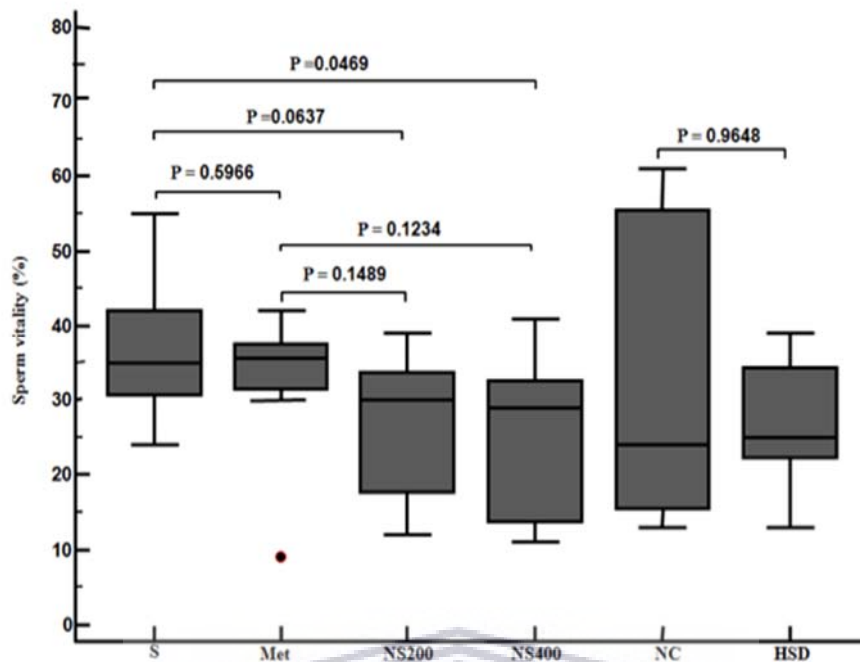 80
P =0.0469
70
P =0.0637
P = 0.9648
60
P = 0.5966
50
P = 0.1234
P = 0.1489
40
30
20
10
0
Sperm vitality (%)
S Met NS200 NS400 NC HSD